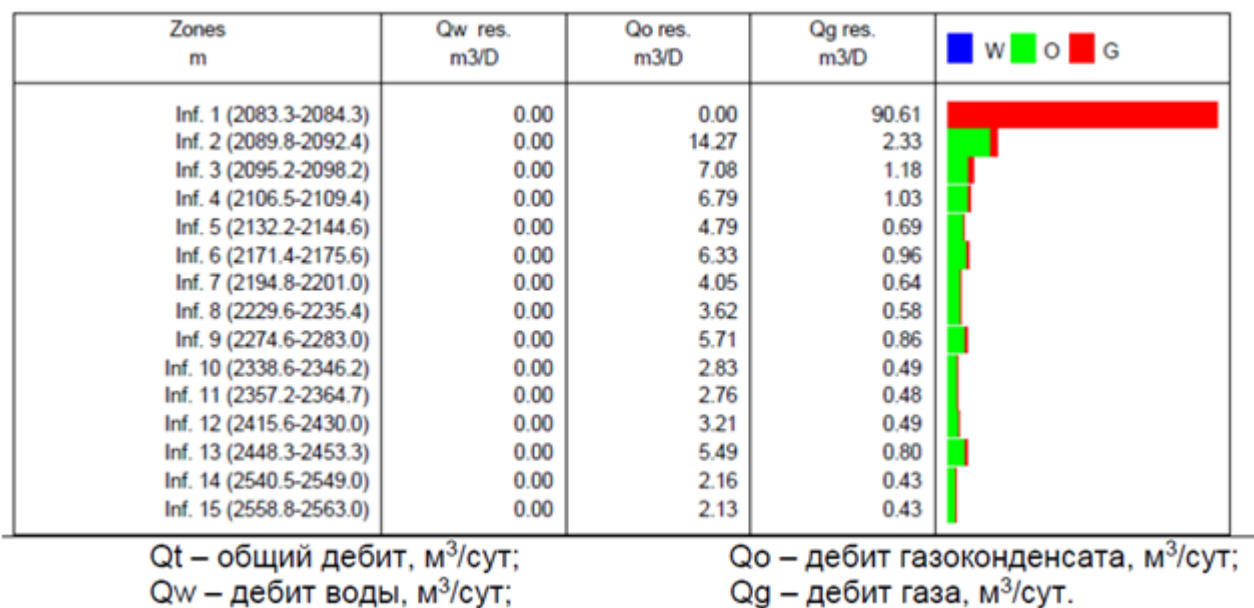 Zones Qw res. Qo res. Qg res.
m m3/D m3/D m3/D W O G
Inf. 1 (2083.3-2084.3) 0.00 0.00 90.61
Inf. 2 (2089.8-2092.4) 0.00 14.27 2.33
Inf. 3 (2095.2-2098.2) 0.00 7.08 1.18
Inf. 4 (2106.5-2109.4) 0.00 6.79 1.03
Inf. 5 (2132.2-2144.6) 0.00 4.79 0.69
Inf. 6 (2171.4-2175.6) 0.00 6.33 0.96
Inf. 7 (2194.8-2201.0) 0.00 4.05 0.64
Inf. 8 (2229.6-2235.4) 0.00 3.62 0.58
Inf. 9 (2274.6-2283.0) 0.00 5.71 0.86
Inf. 10 (2338.6-2346.2) 0.00 2.83 0.49
Inf. 11 (2357.2-2364.7) 0.00 2.76 0.48
Inf. 12 (2415.6-2430.0) 0.00 3.21 0.49
Inf. 13 (2448.3-2453.3) 0.00 5.49 0.80
Inf. 14 (2540.5-2549.0) 0.00 2.16 0.43
Inf. 15 (2558.8-2563.0) 0.00 2.13 0.43
Qt – общий дебит, м³/сут; Qo – дебит газоконденсата, м³/сут;
Qw – дебит воды, м³/сут; Qg – дебит газа, м³/сут.